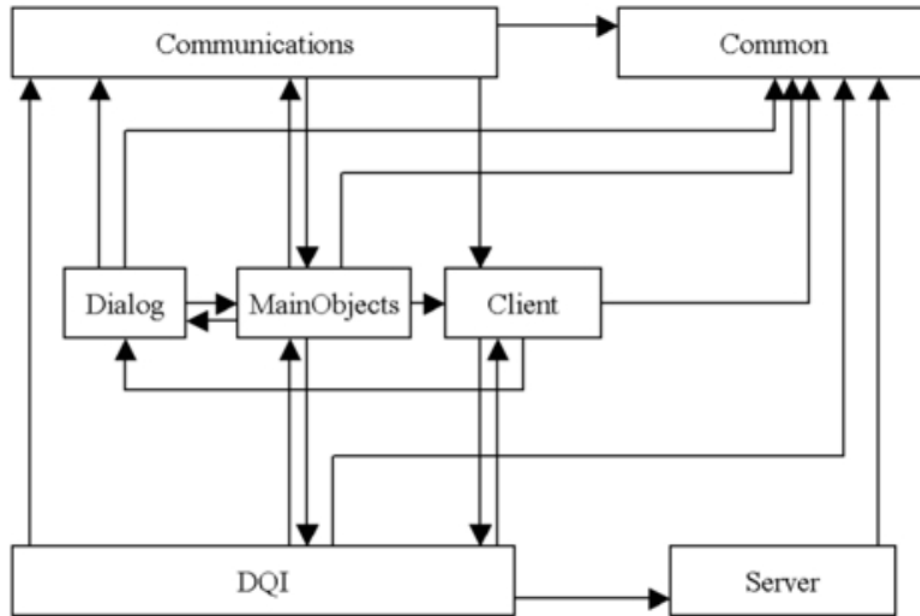 Communications
Common
Dialog
MainObjects
Client
DQI
Server